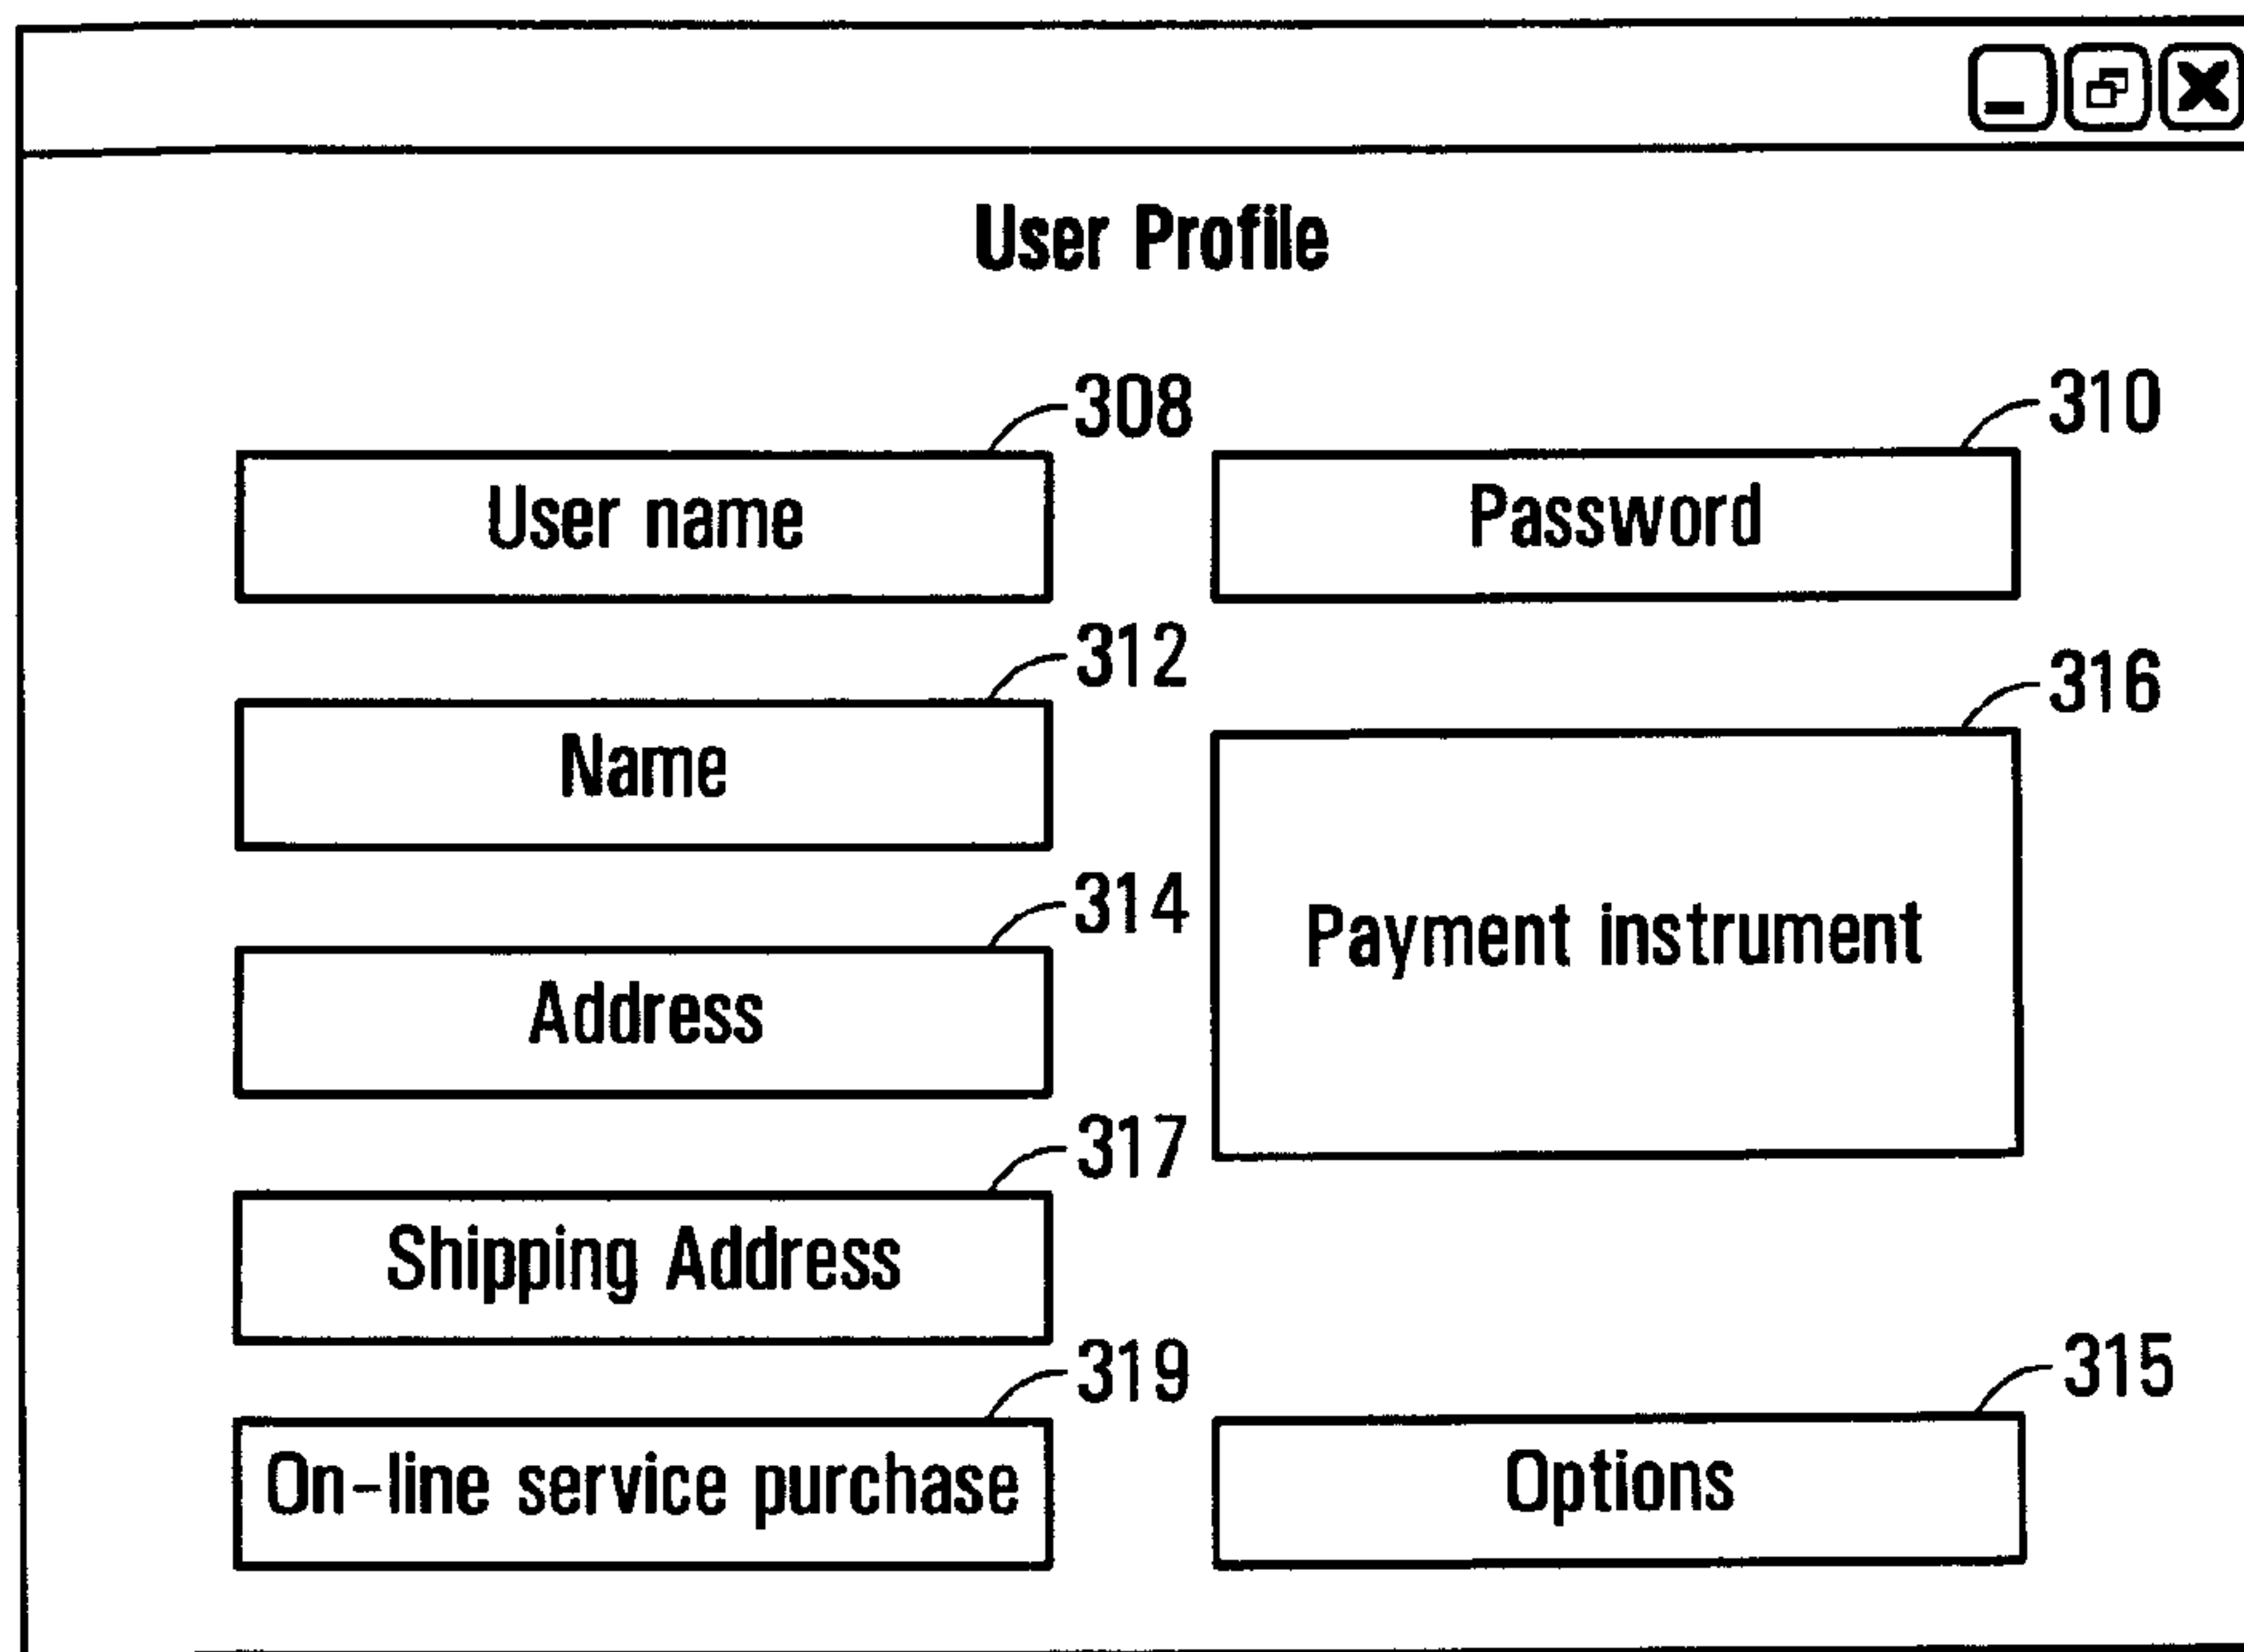 User Profile
308
310
User name
Password
312
316
Name
314
Payment instrument
Address
317
Shipping Address
319
315
On-line service purchase
Options